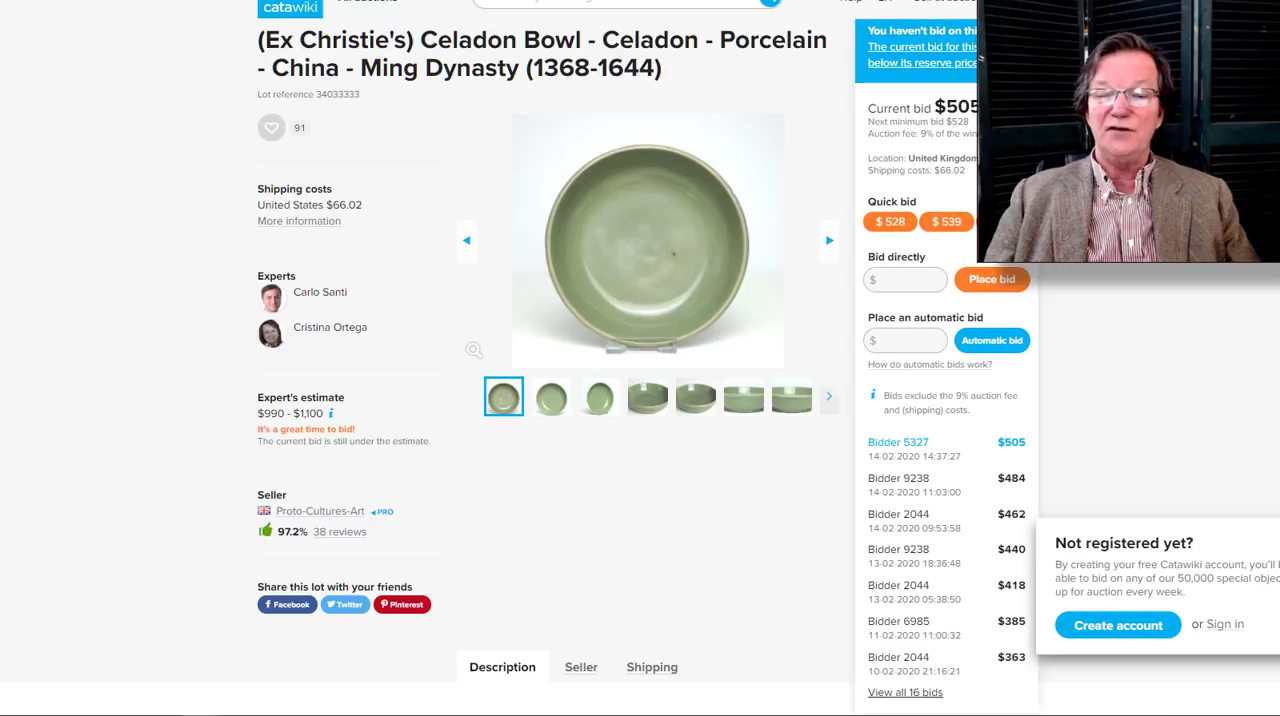 catawiki
(Ex Christie's) Celadon Bowl - Celadon - Porcelain
- China - Ming Dynasty (1368-1644)
Lot reference 34033333
91
Shipping costs
United States $66.02
More information
Experts
Carlo Santi
Cristina Ortega
Expert's estimate
$990 - $1,100
It's a great time to bid!
The current bid is still under the estimate.
Seller
Proto-Cultures-Art PRO
97.2% 38 reviews
Share this lot with your friends
Facebook Twitter Pinterest
Description Seller Shipping
You haven't bid on thi
The current bid for this
below its reserve price
Current bid $505
Next minimum bid $528
Auction fee: 9% of the win
Location: United Kingdom
Shipping costs: $66.02
Quick bid
$ 528 $ 539
Bid directly
$ Place bid
Place an automatic bid
$ Automatic bid
How do automatic bids work?
Bids exclude the 9% auction fee
and (shipping) costs.
Bidder 5327 $505
14-02-2020 14:37:27
Bidder 9238 $484
14-02-2020 11:03:00
Bidder 2044 $462
14-02-2020 09:53:58
Bidder 9238 $440
13-02-2020 18:36:48
Bidder 2044 $418
13-02-2020 05:38:50
Bidder 6985 $385
11-02-2020 11:00:32
Bidder 2044 $363
10-02-2020 21:16:21
View all 16 bids
Not registered yet?
By creating your free Catawiki account, you'll b
able to bid on any of our 50,000 special objec
up for auction every week.
Create account or Sign in